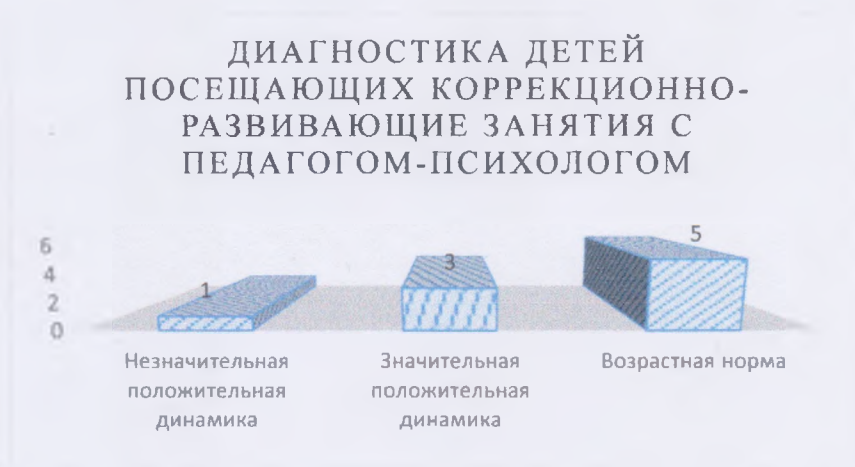 ДИАГНОСТИКА ДЕТЕЙ
ПОСЕЩАЮЩИХ КОРРЕКЦИОННО-
РАЗВИВАЮЩИЕ ЗАНЯТИЯ С
ПЕДАГОГОМ-ПСИХОЛОГОМ
6
4
2
0
1
3
5
Незначительная
положительная
динамика
Значительная
положительная
динамика
Возрастная норма